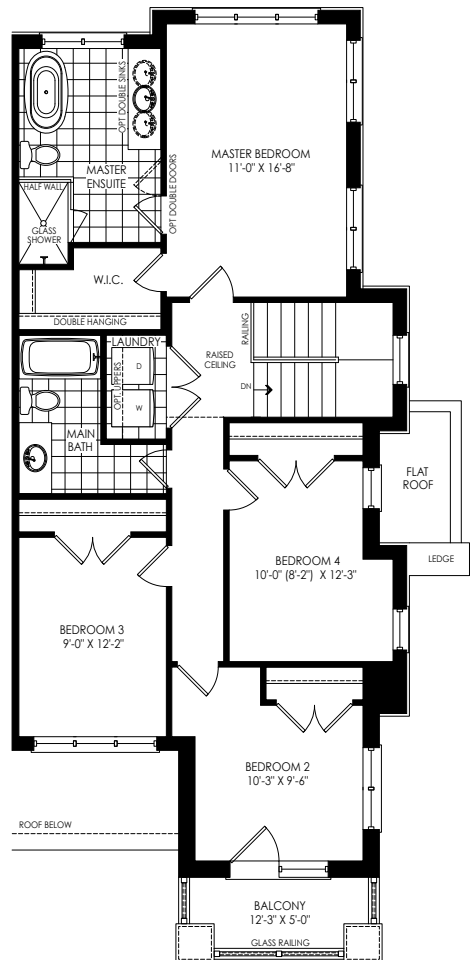 OPT DOUBLE SINKS
MASTER BEDROOM
11'-0" X 16'-8"
MASTER
ENSUITE
OPT DOUBLE DOORS
HALF WALL
GLASS
SHOWER
W.I.C.
DOUBLE HANGING
LAUNDRY
OPT. UPPERS
D
W
RAISED
CEILING
RAILING
DN
MAIN
BATH
FLAT
ROOF
LEDGE
BEDROOM 4
10'-0" (8'-2") X 12'-3"
BEDROOM 3
9'-0" X 12'-2"
BEDROOM 2
10'-3" X 9'-6"
ROOF BELOW
BALCONY
12'-3" X 5'-0"
GLASS RAILING